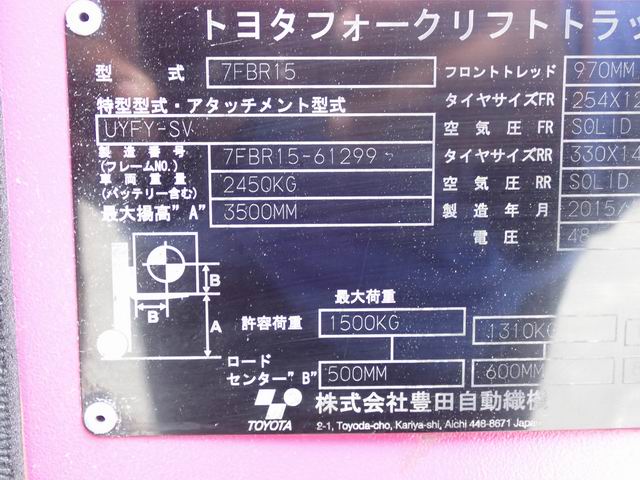 トヨタフォークリフトトラッ
型 式 7FBR15 フロントトレッド 970MM
特型型式・アタッチメント型式 タイヤサイズFR 254X12
UYFY-SV 空気圧 FR SOLID
製造番号 (フレームNO.) 7FBR15-61299 タイヤサイズRR 330X14
車両重量 (バッテリー含む) 2450KG 空気圧 RR SOLID
最大揚高"A" 3500MM 製造年月 2015/
電圧 48
B
B A
最大荷重
許容荷重 1500KG 1310KG
ロード
センター"B" 500MM 600MM
TOYOTA 株式会社豊田自動織機
2-1, Toyoda-cho, Kariya-shi, Aichi 448-8671 Japan